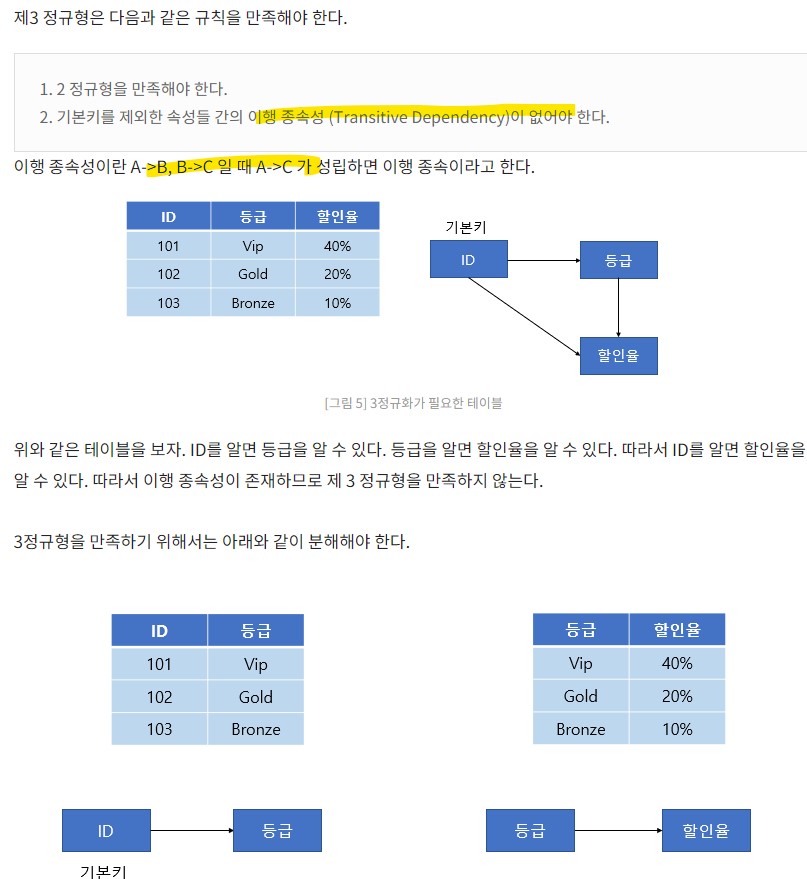 제3 정규형은 다음과 같은 규칙을 만족해야 한다.
1. 2 정규형을 만족해야 한다.
2. 기본키를 제외한 속성들 간의 이행 종속성 (Transitive Dependency)이 없어야 한다.
이행 종속성이란 A->B, B->C 일 때 A->C 가 성립하면 이행 종속이라고 한다.
ID 등급 할인율
101 Vip 40%
102 Gold 20%
103 Bronze 10%
기본키
ID
등급
할인율
[그림 5] 3정규화가 필요한 테이블
위와 같은 테이블을 보자. ID를 알면 등급을 알 수 있다. 등급을 알면 할인율을 알 수 있다. 따라서 ID를 알면 할인율을
알 수 있다. 따라서 이행 종속성이 존재하므로 제 3 정규형을 만족하지 않는다.
3정규형을 만족하기 위해서는 아래와 같이 분해해야 한다.
ID 등급
101 Vip
102 Gold
103 Bronze
등급 할인율
Vip 40%
Gold 20%
Bronze 10%
ID
등급
기본키
등급
할인율